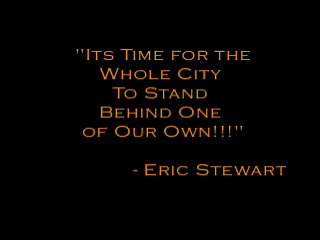 "Its Time for the
Whole City
To Stand
Behind One
of Our Own!!!"
- Eric Stewart